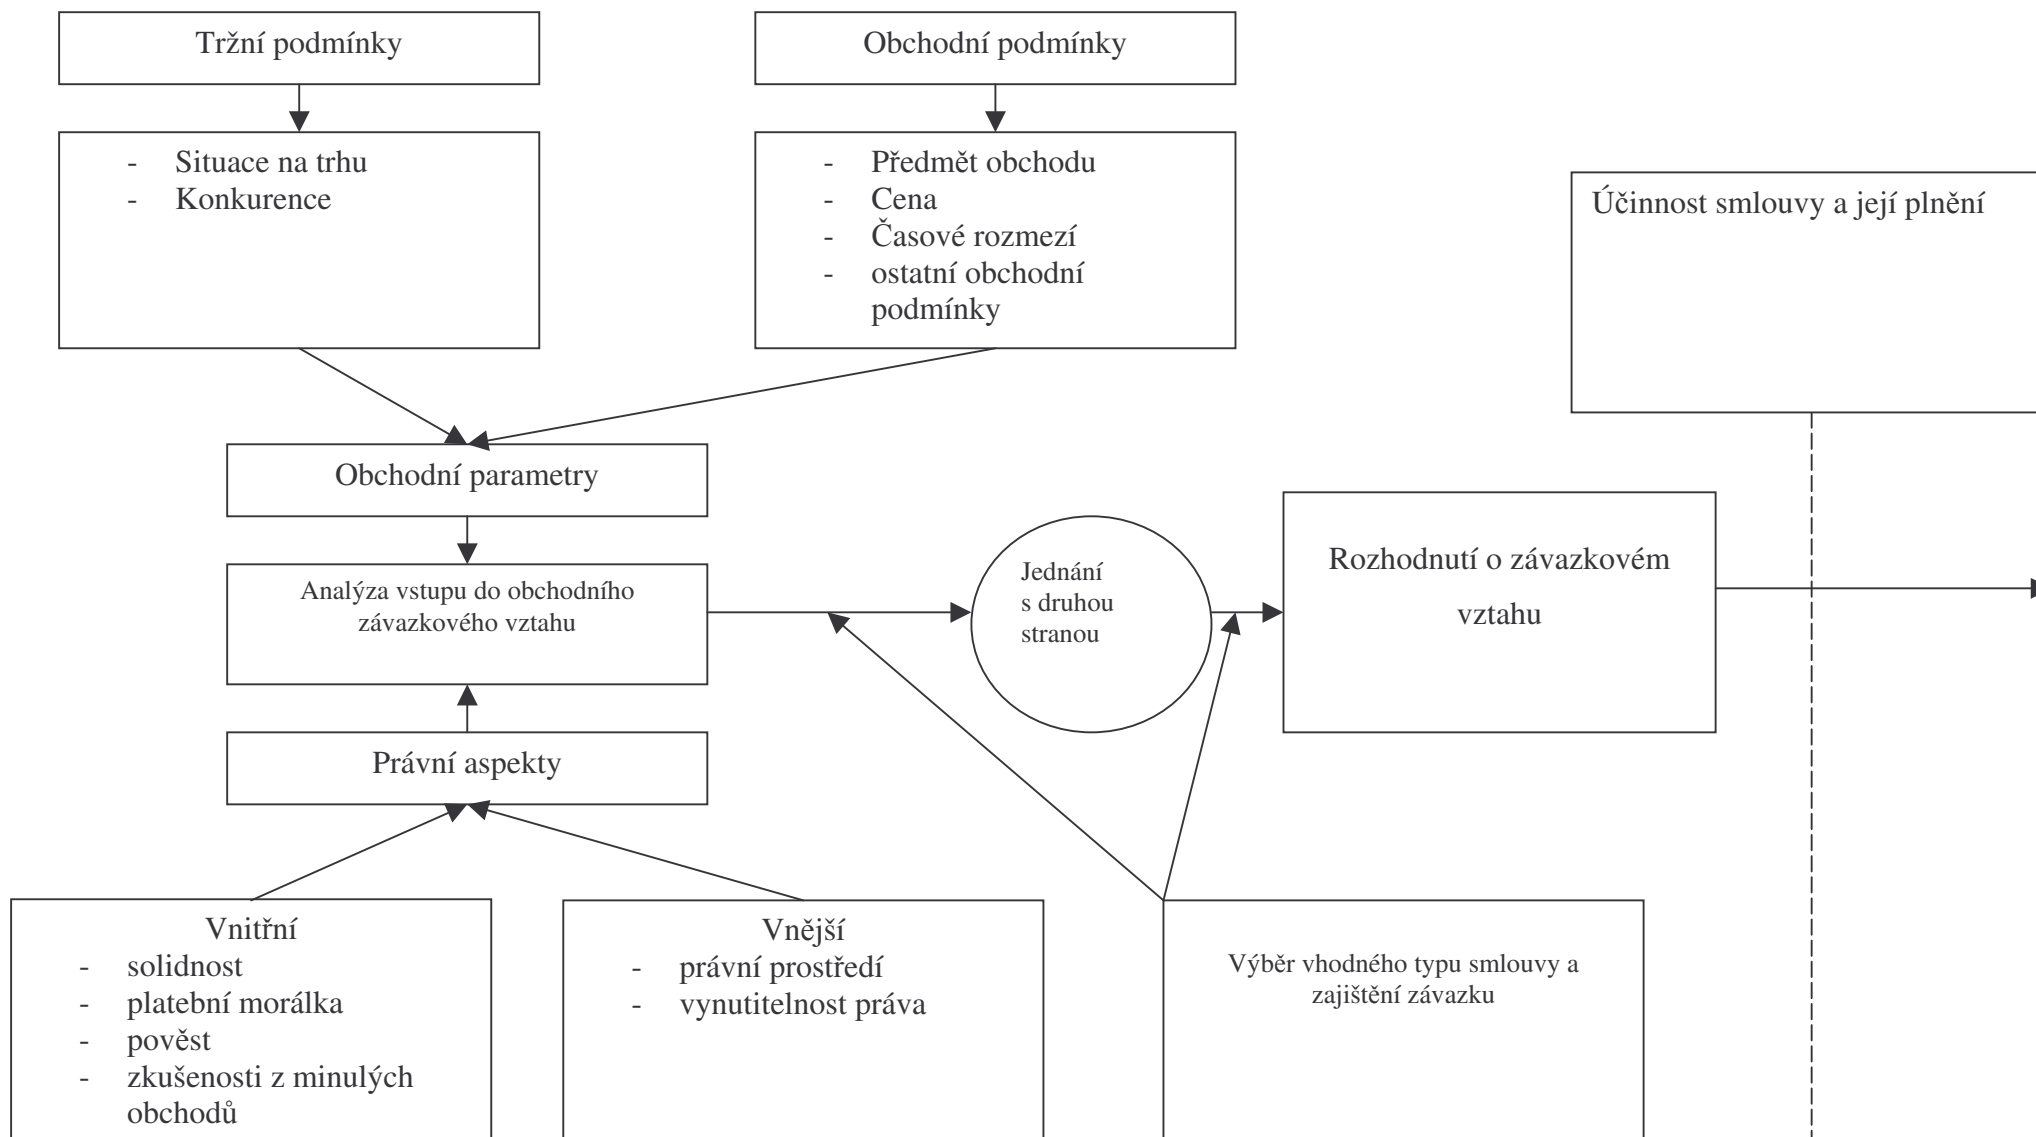 Tržní podmínky
Obchodní podmínky
- Situace na trhu
- Konkurence
- Předmět obchodu
- Cena
- Časové rozmezí
- ostatní obchodní
podmínky
Účinnost smlouvy a její plnění
Obchodní parametry
Analýza vstupu do obchodního
závazkového vztahu
Jednání
s druhou
stranou
Rozhodnutí o závazkovém
vztahu
Právní aspekty
Vnitřní
- solidnost
- platební morálka
- pověst
- zkušenosti z minulých
obchodů
Vnější
- právní prostředí
- vynutitelnost práva
Výběr vhodného typu smlouvy a
zajištění závazku